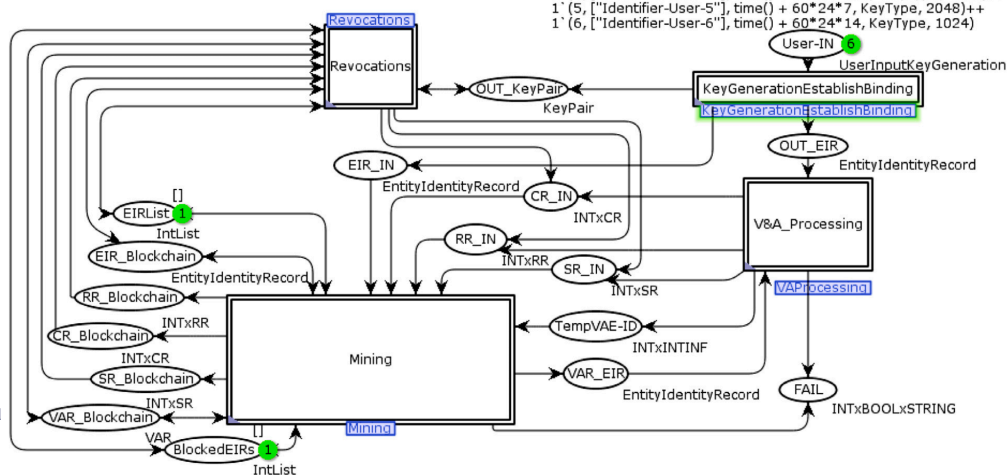 1`(5, ["Identifier-User-5"], time() + 60*24*7, KeyType, 2048)++
1`(6, ["Identifier-User-6"], time() + 60*24*14, KeyType, 1024)
Revocations
User-IN 6
Revocations
UserInputKeyGeneration
OUT_KeyPair
KeyGenerationEstablishBinding
KeyPair
KeyGenerationEstablishBinding
OUT_EIR
EIR_IN
EntityIdentityRecord
EntityIdentityRecord
[]
CR_IN
EIRList 1
INTxCR
V&A_Processing
IntList
RR_IN
EIR_Blockchain
INTxRR
SR_IN
EntityIdentityRecord
INTxSR
VAProcessing
RR_Blockchain
INTxRR
TempVAE-ID
CR_Blockchain
INTxINTINF
INTxCR
Mining
VAR_EIR
SR_Blockchain
EntityIdentityRecord
FAIL
INTxSR
INTxBOOLxSTRING
VAR_Blockchain
Mining
[]
VAR
BlockedEIRs 1
IntList